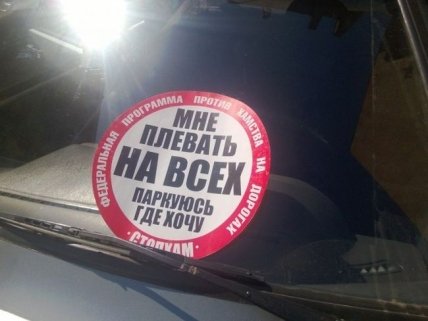 ФЕДЕРАЛЬНАЯ ПРОГРАММА ПРОТИВ ХАМСТВА НА ДОРОГАХ
МНЕ
ПЛЕВАТЬ
НА ВСЕХ
ПАРКУЮСЬ
ГДЕ ХОЧУ
·СТОПХАМ·